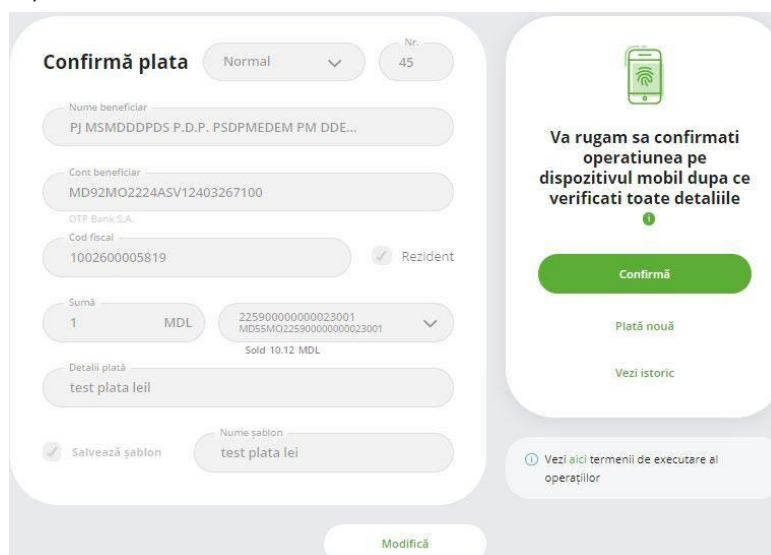 Confirmă plata
Normal
Nr.
45
Nume beneficiar
PJ MSMDDDPDS P.D.P. PSDPMEDEM PM DDE...
Cont beneficiar
MD92MO2224ASV12403267100
OTP Bank S.A.
Cod fiscal
1002600005819
Rezident
Sumă
1 MDL
225900000000023001
MD55MO225900000000023001
Sold 10.12 MDL
Detalii plată
test plata leiI
Salvează șablon
Nume șablon
test plata lei
Modifică
Va rugam sa confirmati
operatiunea pe
dispozitivul mobil dupa ce
verificati toate detaliile
Confirmă
Plată nouă
Vezi istoric
Vezi aici termenii de executare al
operațiilor